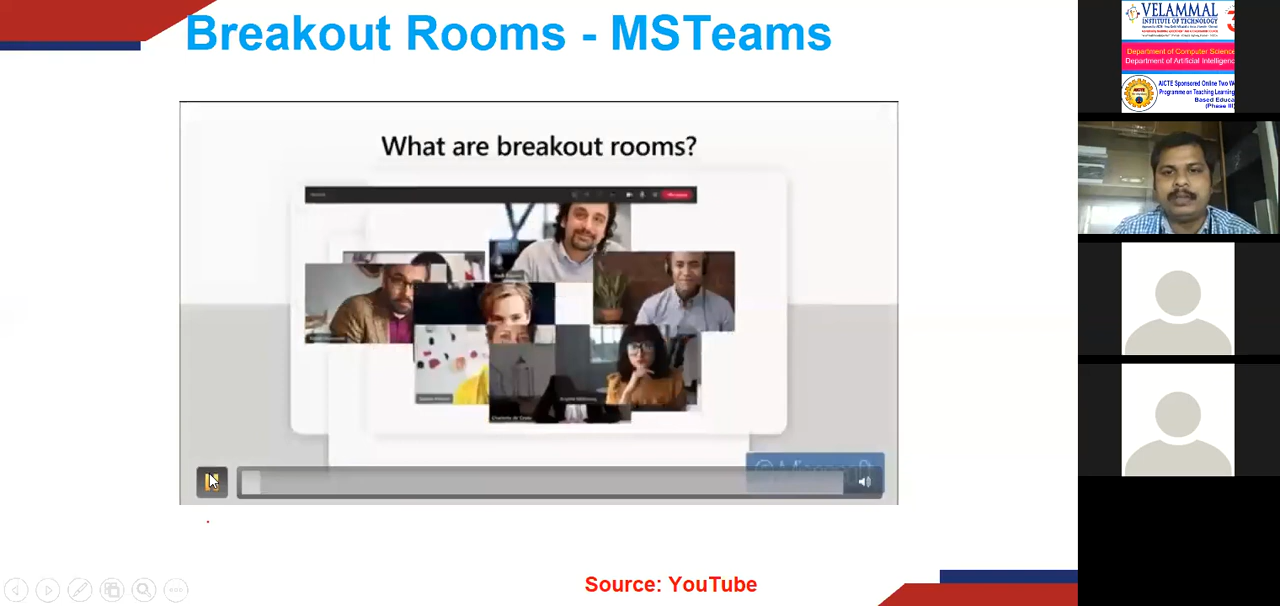 Breakout Rooms - MSTeams
What are breakout rooms?
Source: YouTube
VELAMMAL
INSTITUTE OF TECHNOLOGY
Department of Computer Science
Department of Artificial Intelligenc
AICTE Sponsored Online Two W
Programme on Teaching Learning
Based Educa
(Phase III)